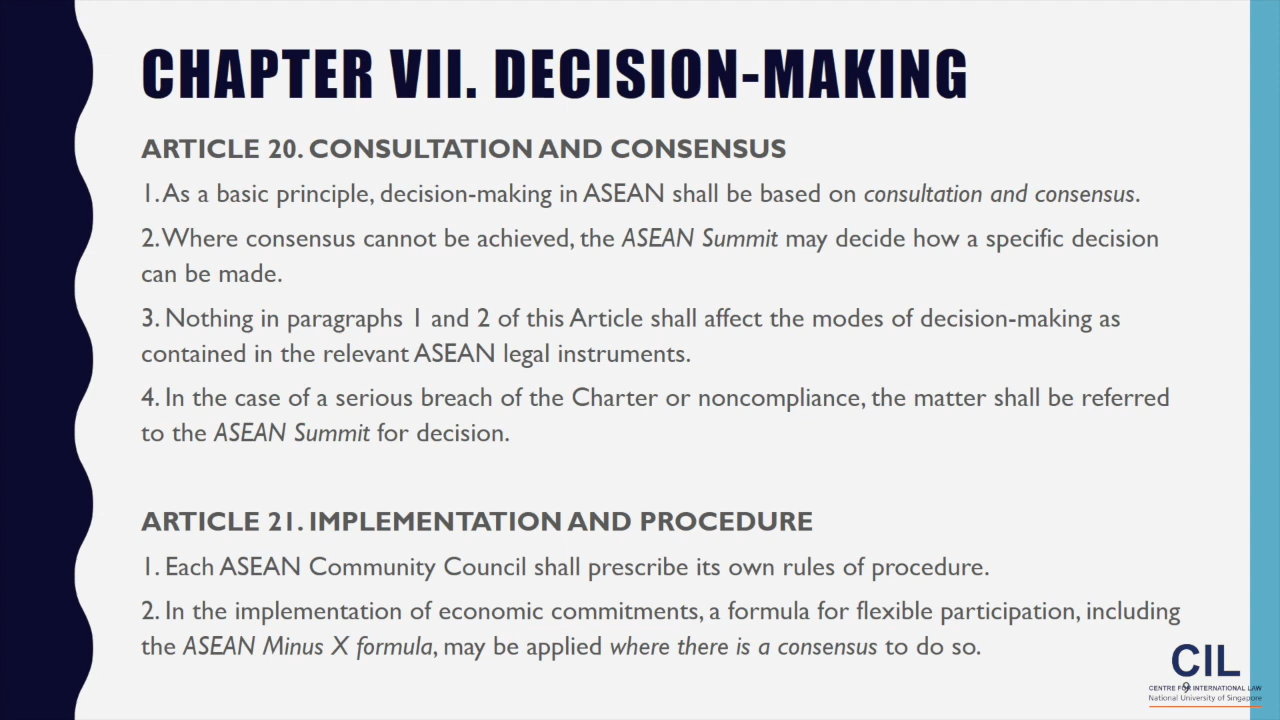 CHAPTER VII. DECISION-MAKING
ARTICLE 20. CONSULTATION AND CONSENSUS
1. As a basic principle, decision-making in ASEAN shall be based on consultation and consensus.
2. Where consensus cannot be achieved, the ASEAN Summit may decide how a specific decision
can be made.
3. Nothing in paragraphs 1 and 2 of this Article shall affect the modes of decision-making as
contained in the relevant ASEAN legal instruments.
4. In the case of a serious breach of the Charter or noncompliance, the matter shall be referred
to the ASEAN Summit for decision.
ARTICLE 21. IMPLEMENTATION AND PROCEDURE
1. Each ASEAN Community Council shall prescribe its own rules of procedure.
2. In the implementation of economic commitments, a formula for flexible participation, including
the ASEAN Minus X formula, may be applied where there is a consensus to do so.
CIL
CENTRE FOR INTERNATIONAL LAW
National University of Singapore
9